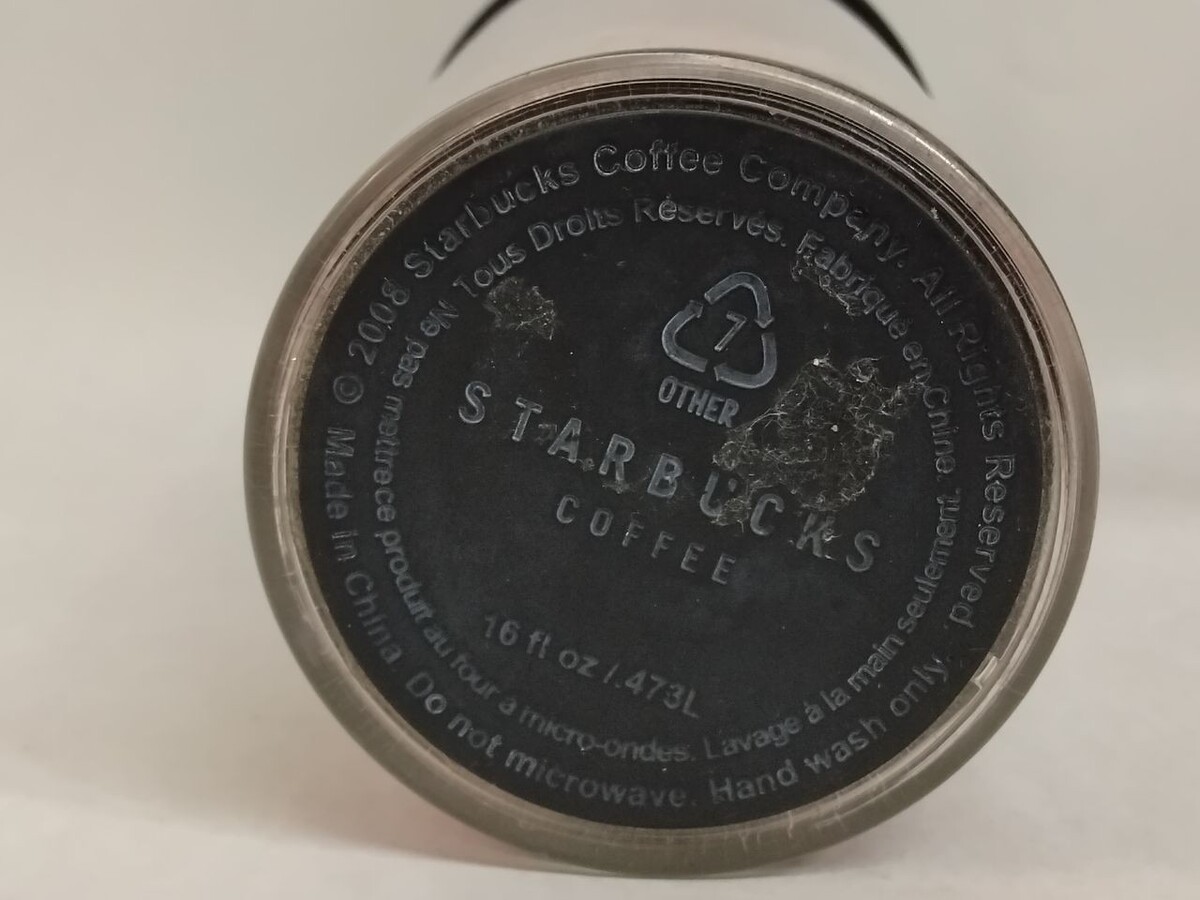 © 2008 Starbucks Coffee Company. All Rights Reserved.
Made in China. Do not microwave. Hand wash only.
Tous Droits Réservés. Fabriqué en Chine.
Ne pas mettrece produit au four a micro-ondes. Lavage à la main seulement
7
OTHER
STARBUCKS
COFFEE
16 fl oz /.473L